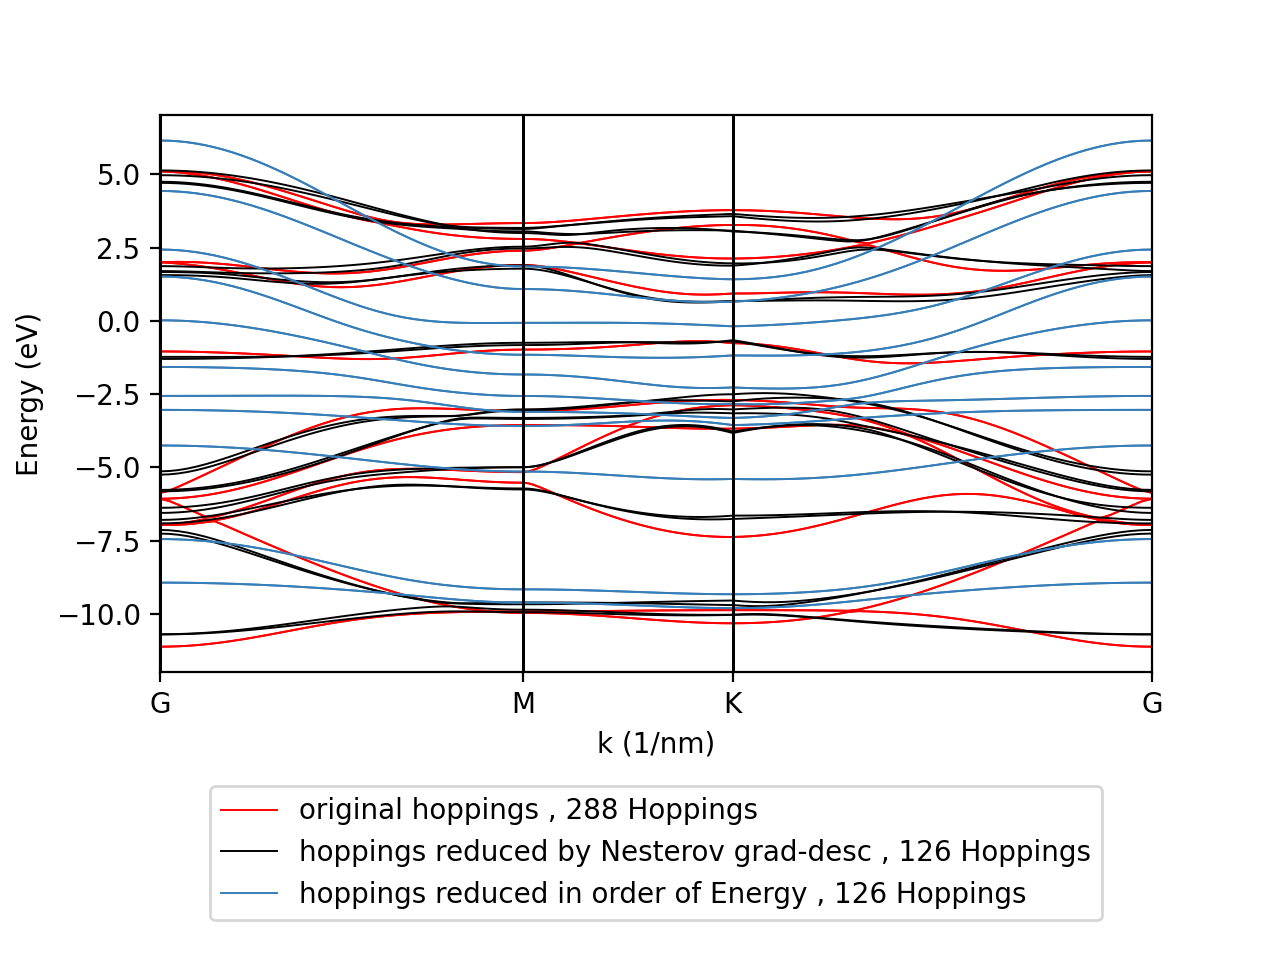 5.0
2.5
0.0
−2.5
−5.0
−7.5
−10.0
Energy (eV)
G M K G
k (1/nm)
original hoppings , 288 Hoppings
hoppings reduced by Nesterov grad-desc , 126 Hoppings
hoppings reduced in order of Energy , 126 Hoppings